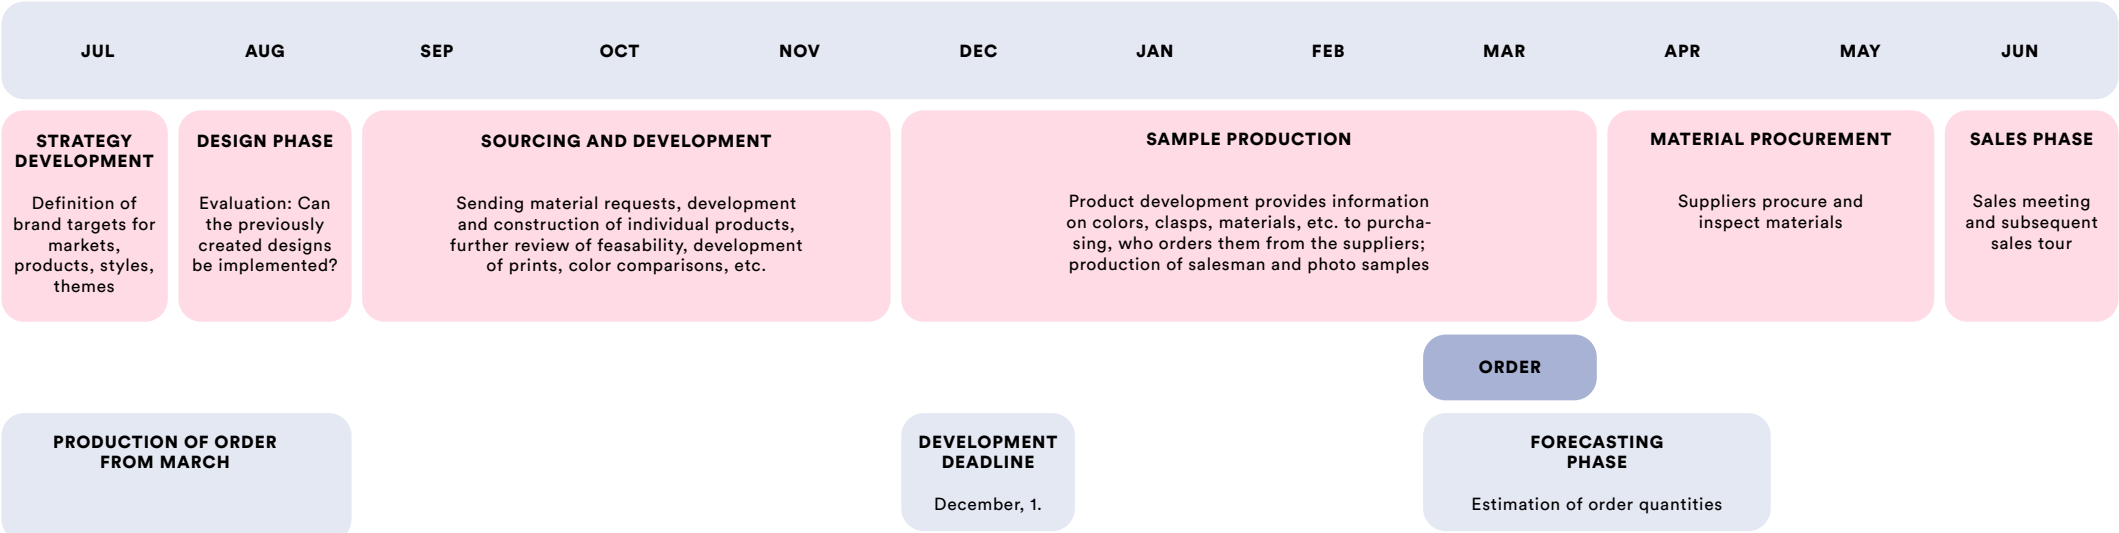 JUL AUG SEP OCT NOV DEC JAN FEB MAR APR MAY JUN
STRATEGY
DEVELOPMENT
Definition of
brand targets for
markets,
products, styles,
themes
DESIGN PHASE
Evaluation: Can
the previously
created designs
be implemented?
SOURCING AND DEVELOPMENT
Sending material requests, development
and construction of individual products,
further review of feasability, development
of prints, color comparisons, etc.
SAMPLE PRODUCTION
Product development provides information
on colors, clasps, materials, etc. to purcha-
sing, who orders them from the suppliers;
production of salesman and photo samples
MATERIAL PROCUREMENT
Suppliers procure and
inspect materials
SALES PHASE
Sales meeting
and subsequent
sales tour
ORDER
PRODUCTION OF ORDER
FROM MARCH
DEVELOPMENT
DEADLINE
December, 1.
FORECASTING
PHASE
Estimation of order quantities